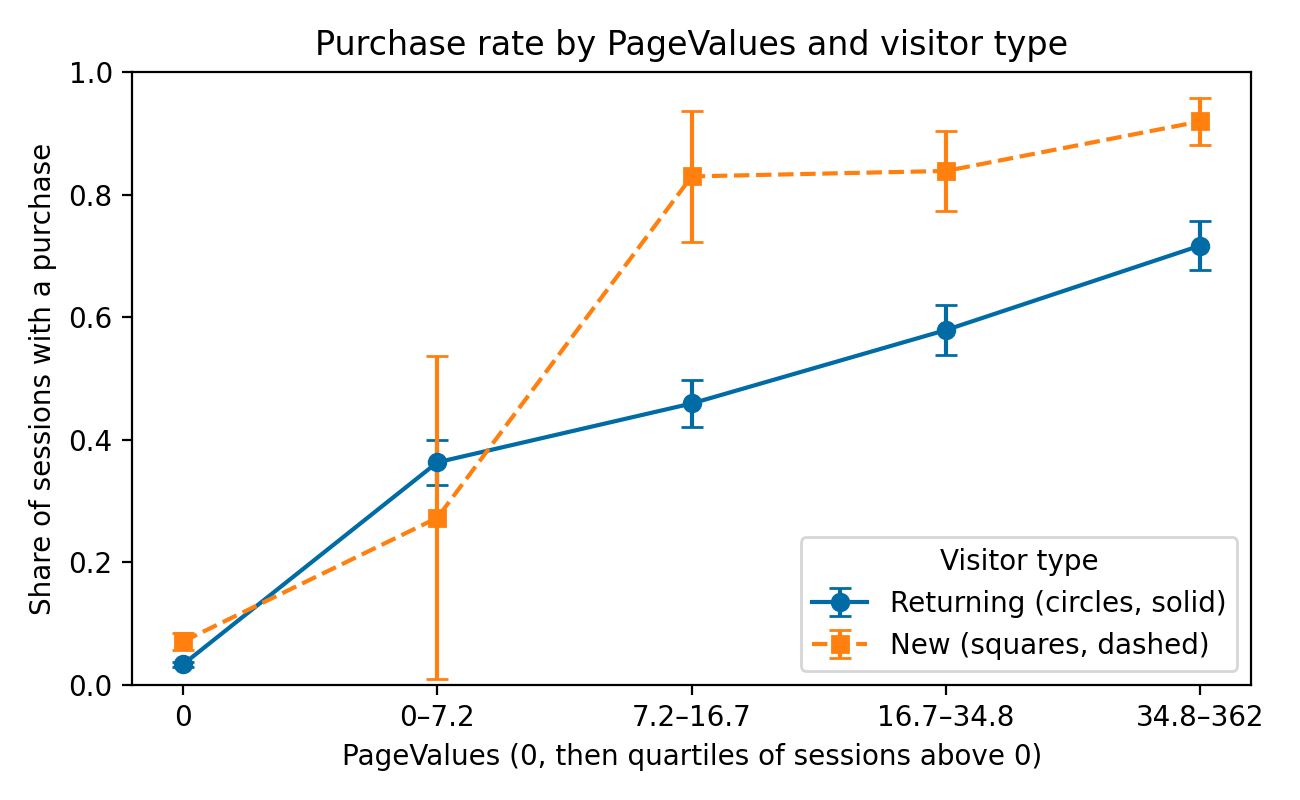 Purchase rate by PageValues and visitor type
Share of sessions with a purchase
1.0
0.8
0.6
0.4
0.2
0.0
0
0–7.2
7.2–16.7
16.7–34.8
34.8–362
PageValues (0, then quartiles of sessions above 0)
Visitor type
Returning (circles, solid)
New (squares, dashed)